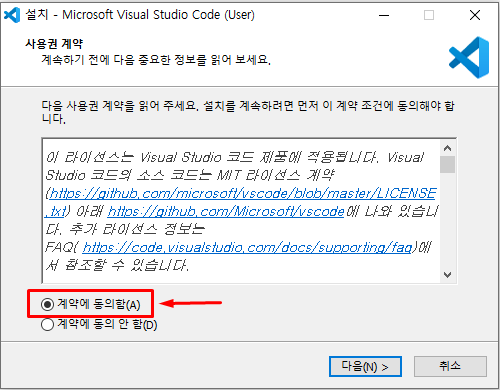 설치 - Microsoft Visual Studio Code (User)
사용권 계약
계속하기 전에 다음 중요한 정보를 읽어 보세요.
다음 사용권 계약을 읽어 주세요. 설치를 계속하려면 먼저 이 계약 조건에 동의해야 합
니다.
이 라이선스는 Visual Studio 코드 제품에 적용됩니다. Visual
Studio 코드의 소스 코드는 MIT 라이선스 계약
(https://github.com/microsoft/vscode/blob/master/LICENSE
.txt) 아래 https://github.com/Microsoft/vscode에 나와 있습니
다. 추가 라이선스 정보는
FAQ( https://code.visualstudio.com/docs/supporting/faq)에
서 참조할 수 있습니다.
계약에 동의함(A)
계약에 동의 안 함(D)
다음(N) >
취소